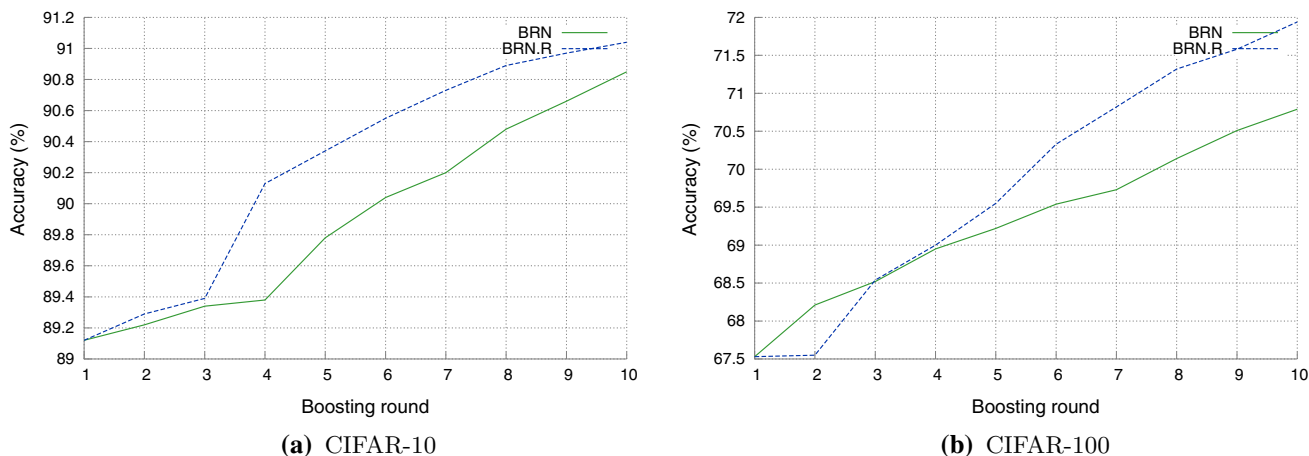 91.2
91
90.8
90.6
90.4
90.2
90
89.8
89.6
89.4
89.2
89
Accuracy (%)
BRN
BRN.R
1 2 3 4 5 6 7 8 9 10
Boosting round
(a) CIFAR-10
72
71.5
71
70.5
70
69.5
69
68.5
68
67.5
Accuracy (%)
BRN
BRN.R
1 2 3 4 5 6 7 8 9 10
Boosting round
(b) CIFAR-100